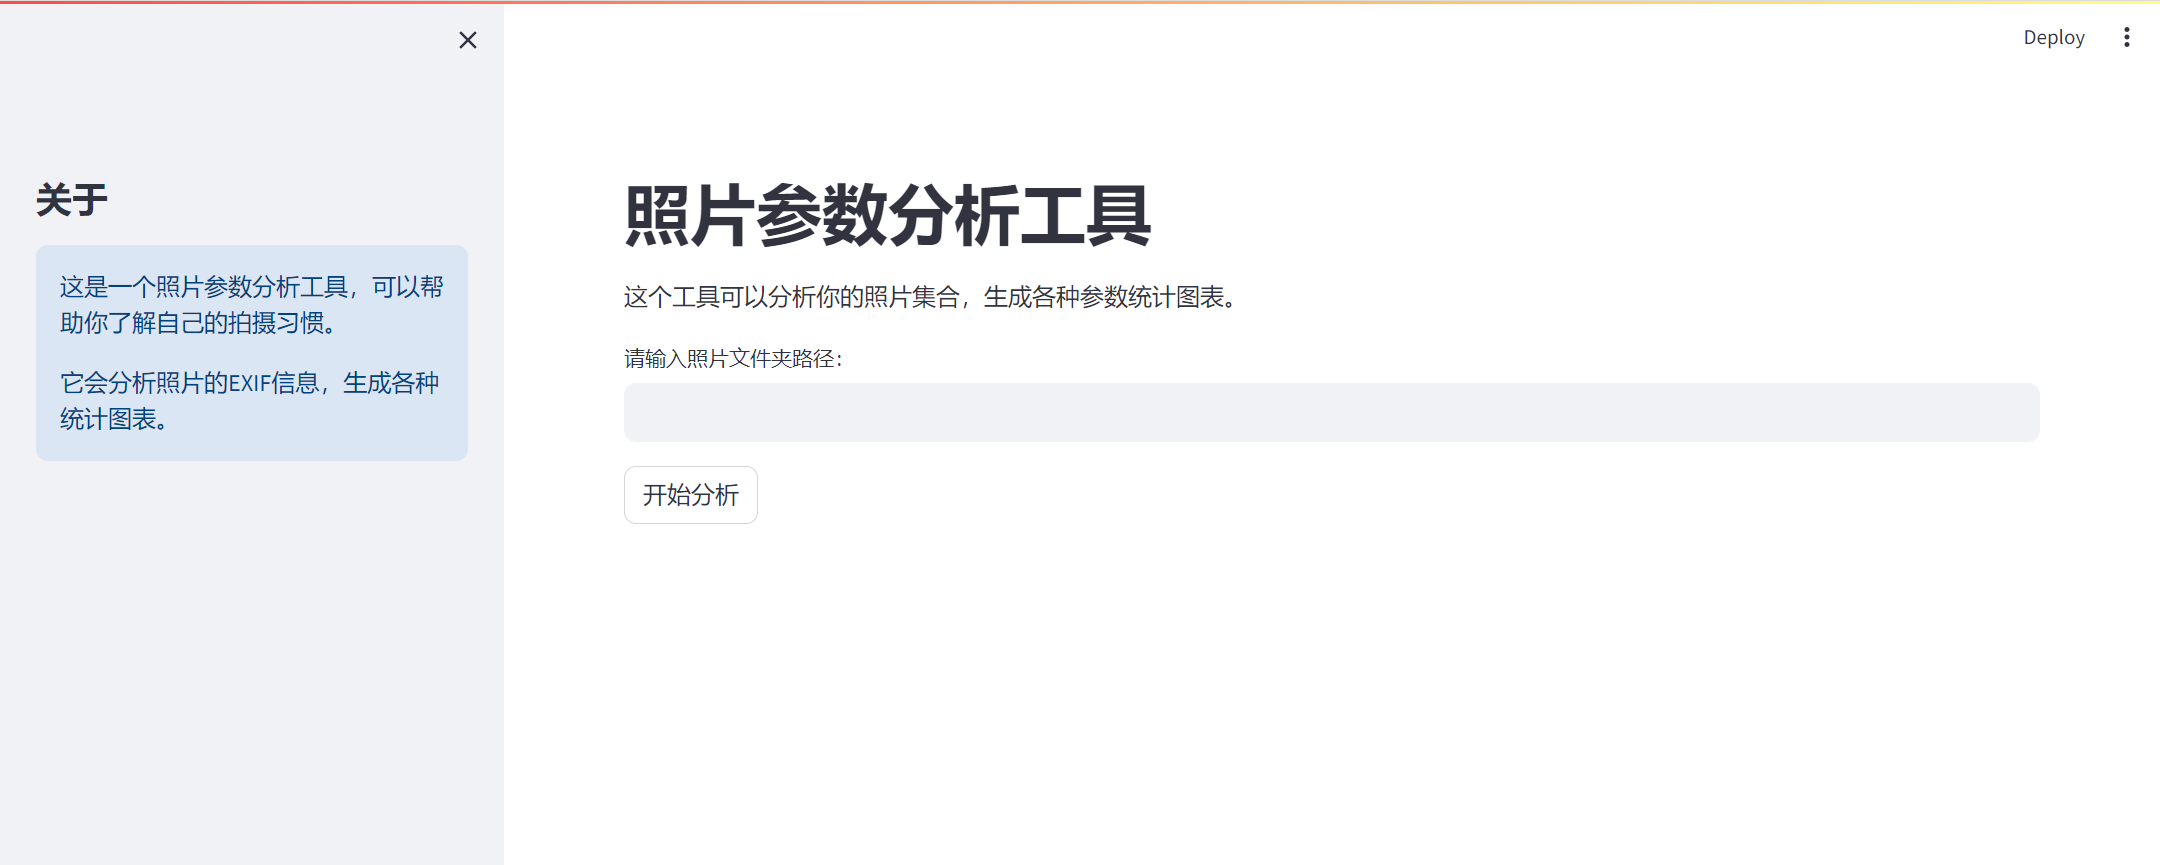 Deploy
关于
这是一个照片参数分析工具，可以帮
助你了解自己的拍摄习惯。
它会分析照片的EXIF信息，生成各种
统计图表。
照片参数分析工具
这个工具可以分析你的照片集合，生成各种参数统计图表。
请输入照片文件夹路径：
开始分析